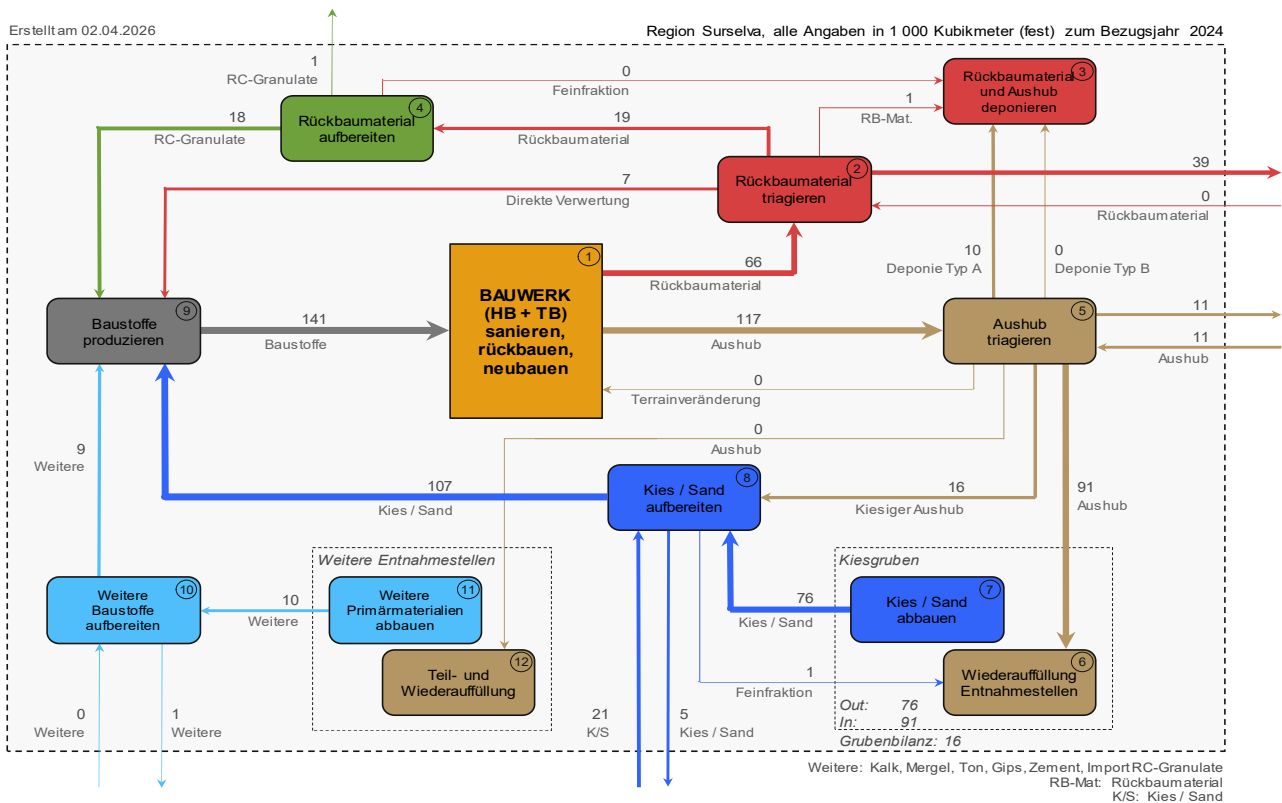 Erstellt am 02.04.2026
Region Surselva, alle Angaben in 1 000 Kubikmeter (fest) zum Bezugsjahr 2024
1
RC-Granulate
0
Feinfraktion
3
Rückbaumaterial
und Aushub
deponieren
4
Rückbaumaterial
aufbereiten
1
RB-Mat.
18
RC-Granulate
19
Rückbaumaterial
2
Rückbaumaterial
triagieren
39
7
Direkte Verwertung
0
Rückbaumaterial
1
BAUWERK
(HB + TB)
sanieren,
rückbauen,
neubauen
66
Rückbaumaterial
10
Deponie Typ A
0
Deponie Typ B
9
Baustoffe
produzieren
141
Baustoffe
117
Aushub
5
Aushub
triagieren
11
11
Aushub
0
Terrainveränderung
0
Aushub
9
Weitere
107
Kies / Sand
8
Kies / Sand
aufbereiten
16
Kiesiger Aushub
91
Aushub
Weitere Entnahmestellen
Kiesgruben
10
Weitere
Baustoffe
aufbereiten
10
Weitere
11
Weitere
Primärmaterialien
abbauen
76
Kies / Sand
7
Kies / Sand
abbauen
12
Teil- und
Wiederauffüllung
1
Feinfraktion
6
Wiederauffüllung
Entnahmestellen
0
Weitere
1
Weitere
21
K/S
5
Kies / Sand
Out: 76
In: 91
Grubenbilanz: 16
Weitere: Kalk, Mergel, Ton, Gips, Zement, Import RC-Granulate
RB-Mat: Rückbaumaterial
K/S: Kies / Sand